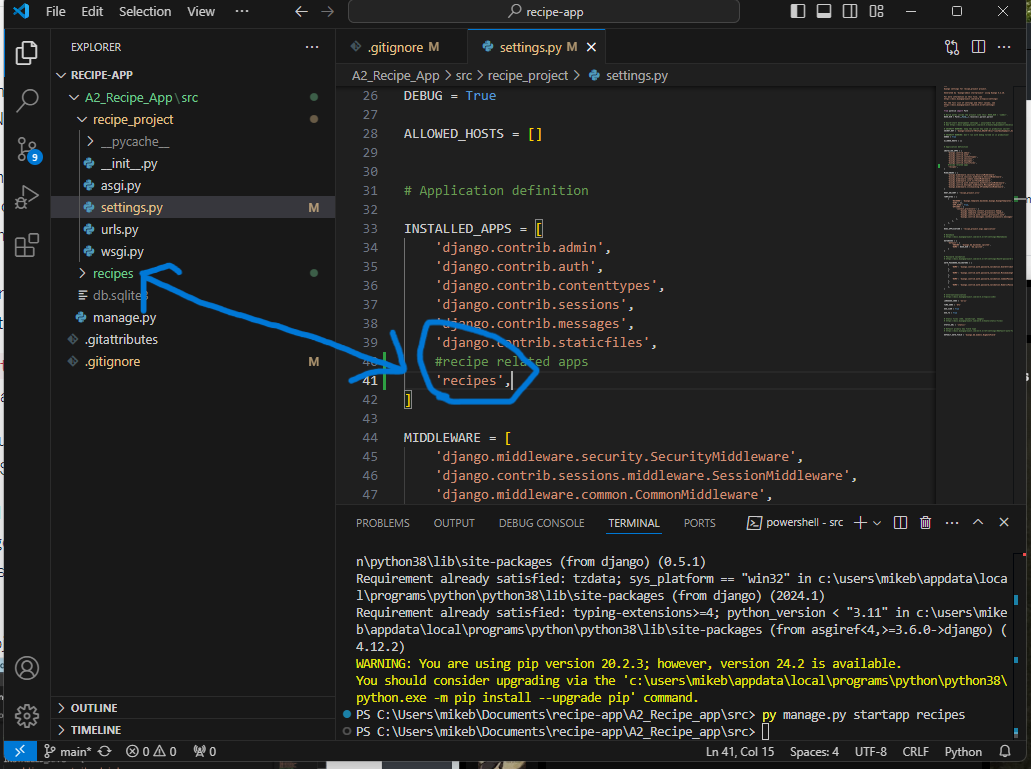 File Edit Selection View ··· recipe-app
EXPLORER ···
RECIPE-APP
A2_Recipe_App\src
recipe_project
__pycache__
__init__.py
asgi.py
settings.py M
urls.py
wsgi.py
recipes
db.sqlite3
manage.py
.gitattributes
.gitignore M
OUTLINE
TIMELINE
9
.gitignore M settings.py M
A2_Recipe_App > src > recipe_project > settings.py
26 DEBUG = True
27
28 ALLOWED_HOSTS = []
29
30
31 # Application definition
32
33 INSTALLED_APPS = [
34 'django.contrib.admin',
35 'django.contrib.auth',
36 'django.contrib.contenttypes',
37 'django.contrib.sessions',
38 'django.contrib.messages',
39 'django.contrib.staticfiles',
40 #recipe related apps
41 'recipes',
42 ]
43
44 MIDDLEWARE = [
45 'django.middleware.security.SecurityMiddleware',
46 'django.contrib.sessions.middleware.SessionMiddleware',
47 'django.middleware.common.CommonMiddleware',
PROBLEMS OUTPUT DEBUG CONSOLE TERMINAL PORTS powershell - src
n\python38\lib\site-packages (from django) (0.5.1)
Requirement already satisfied: tzdata; sys_platform == "win32" in c:\users\mikeb\appdata\loca
l\programs\python\python38\lib\site-packages (from django) (2024.1)
Requirement already satisfied: typing-extensions>=4; python_version < "3.11" in c:\users\mike
b\appdata\local\programs\python\python38\lib\site-packages (from asgiref<4,>=3.6.0->django) (
4.12.2)
WARNING: You are using pip version 20.2.3; however, version 24.2 is available.
You should consider upgrading via the 'c:\users\mikeb\appdata\local\programs\python\python38\
python.exe -m pip install --upgrade pip' command.
PS C:\Users\mikeb\Documents\recipe-app\A2_Recipe_app\src> py manage.py startapp recipes
PS C:\Users\mikeb\Documents\recipe-app\A2_Recipe_app\src>
main* 0 0 0 Ln 41, Col 15 Spaces: 4 UTF-8 CRLF Python